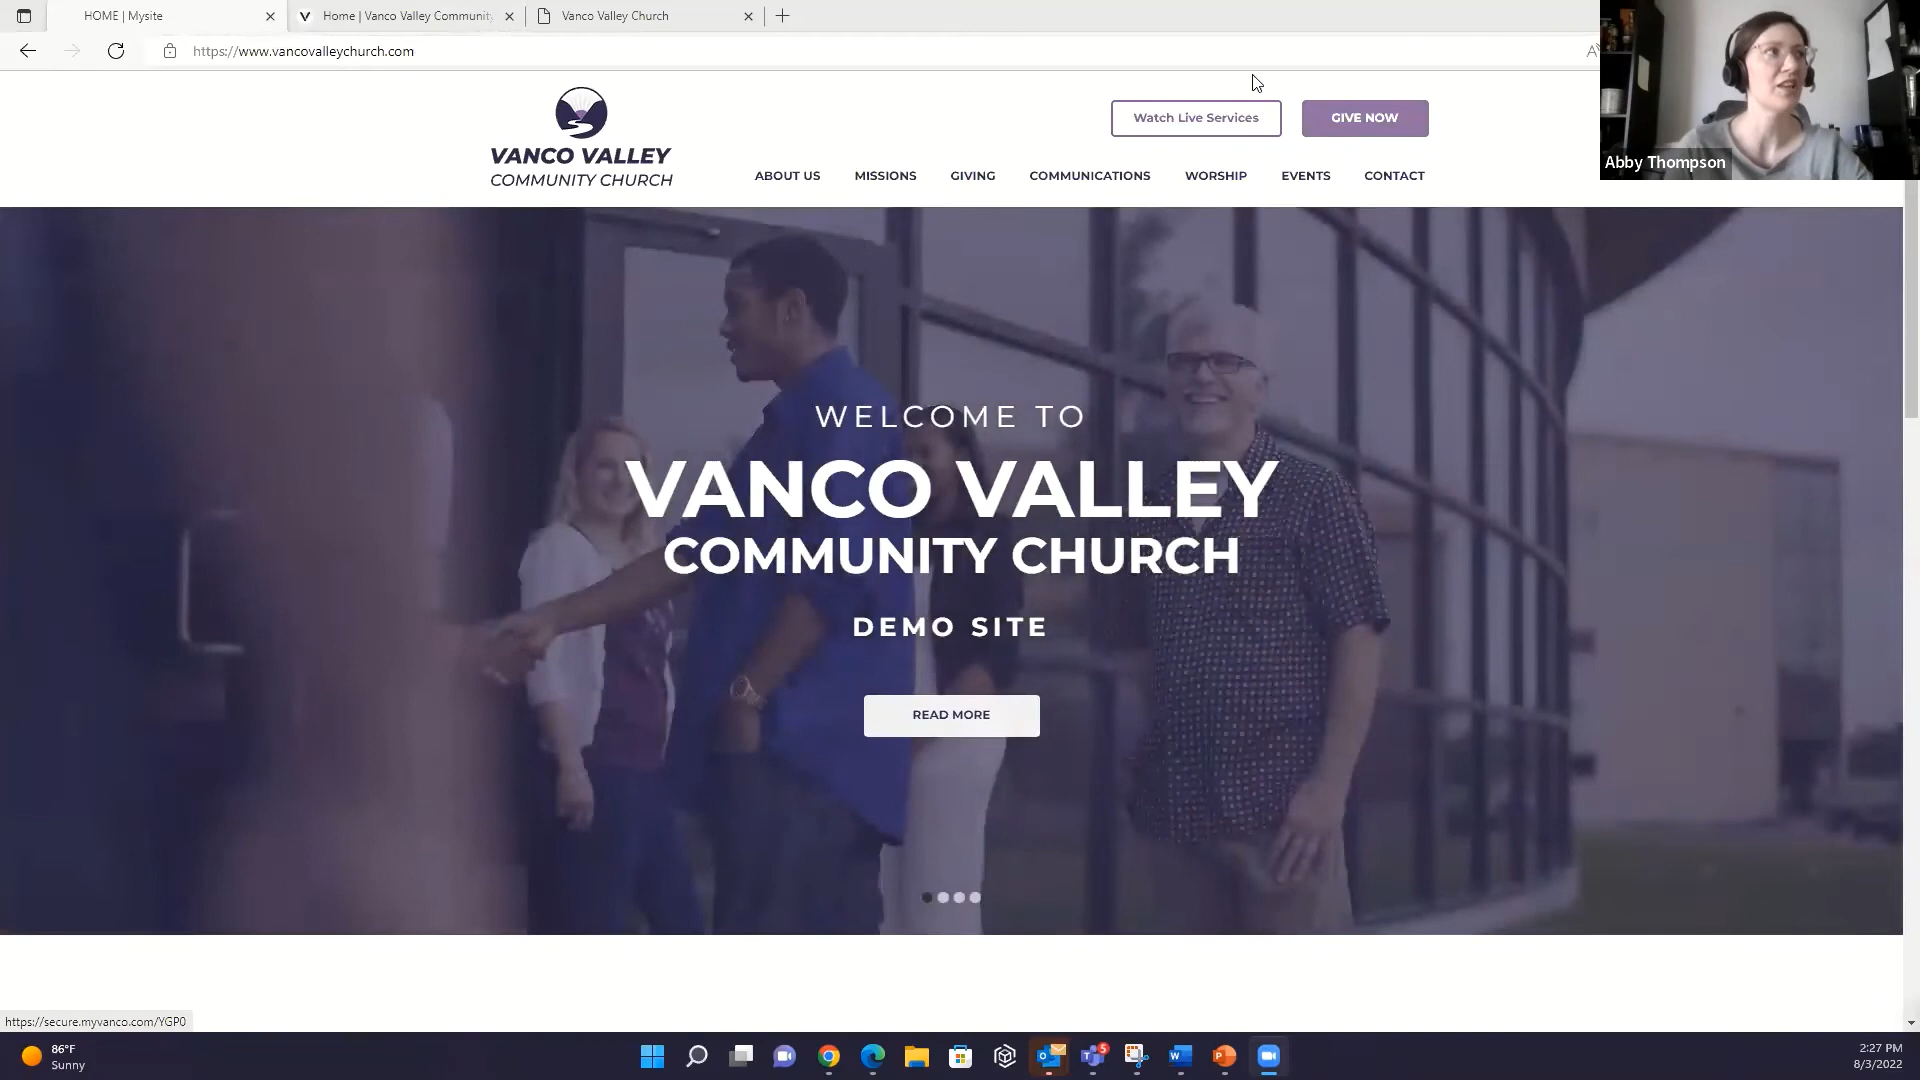 HOME | Mysite
Home | Vanco Valley Community
Vanco Valley Church
https://www.vancovalleychurch.com
Abby Thompson
VANCO VALLEY
COMMUNITY CHURCH
Watch Live Services
GIVE NOW
ABOUT US MISSIONS GIVING COMMUNICATIONS WORSHIP EVENTS CONTACT
WELCOME TO
VANCO VALLEY
COMMUNITY CHURCH
DEMO SITE
READ MORE
https://secure.myvanco.com/YGP0
86°F
Sunny
5
2:27 PM
8/3/2022